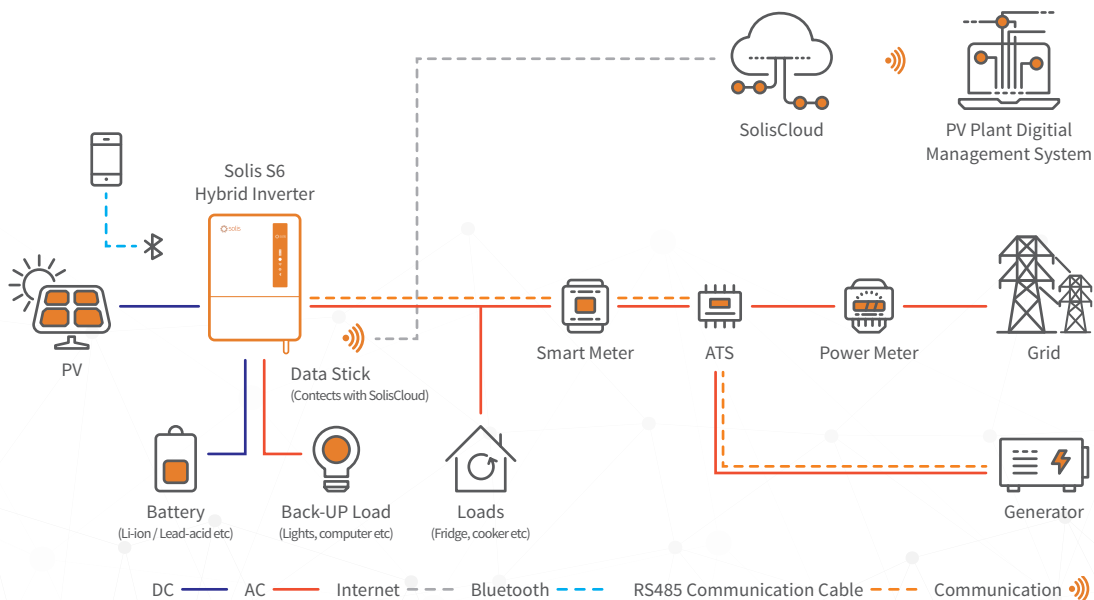 SolisCloud
PV Plant Digitial
Management System
Solis S6
Hybrid Inverter
solis
PV
Data Stick
(Contects with SolisCloud)
Smart Meter
ATS
Power Meter
Grid
Battery
(Li-ion / Lead-acid etc)
Back-UP Load
(Lights, computer etc)
Loads
(Fridge, cooker etc)
Generator
DC
AC
Internet
Bluetooth
RS485 Communication Cable
Communication